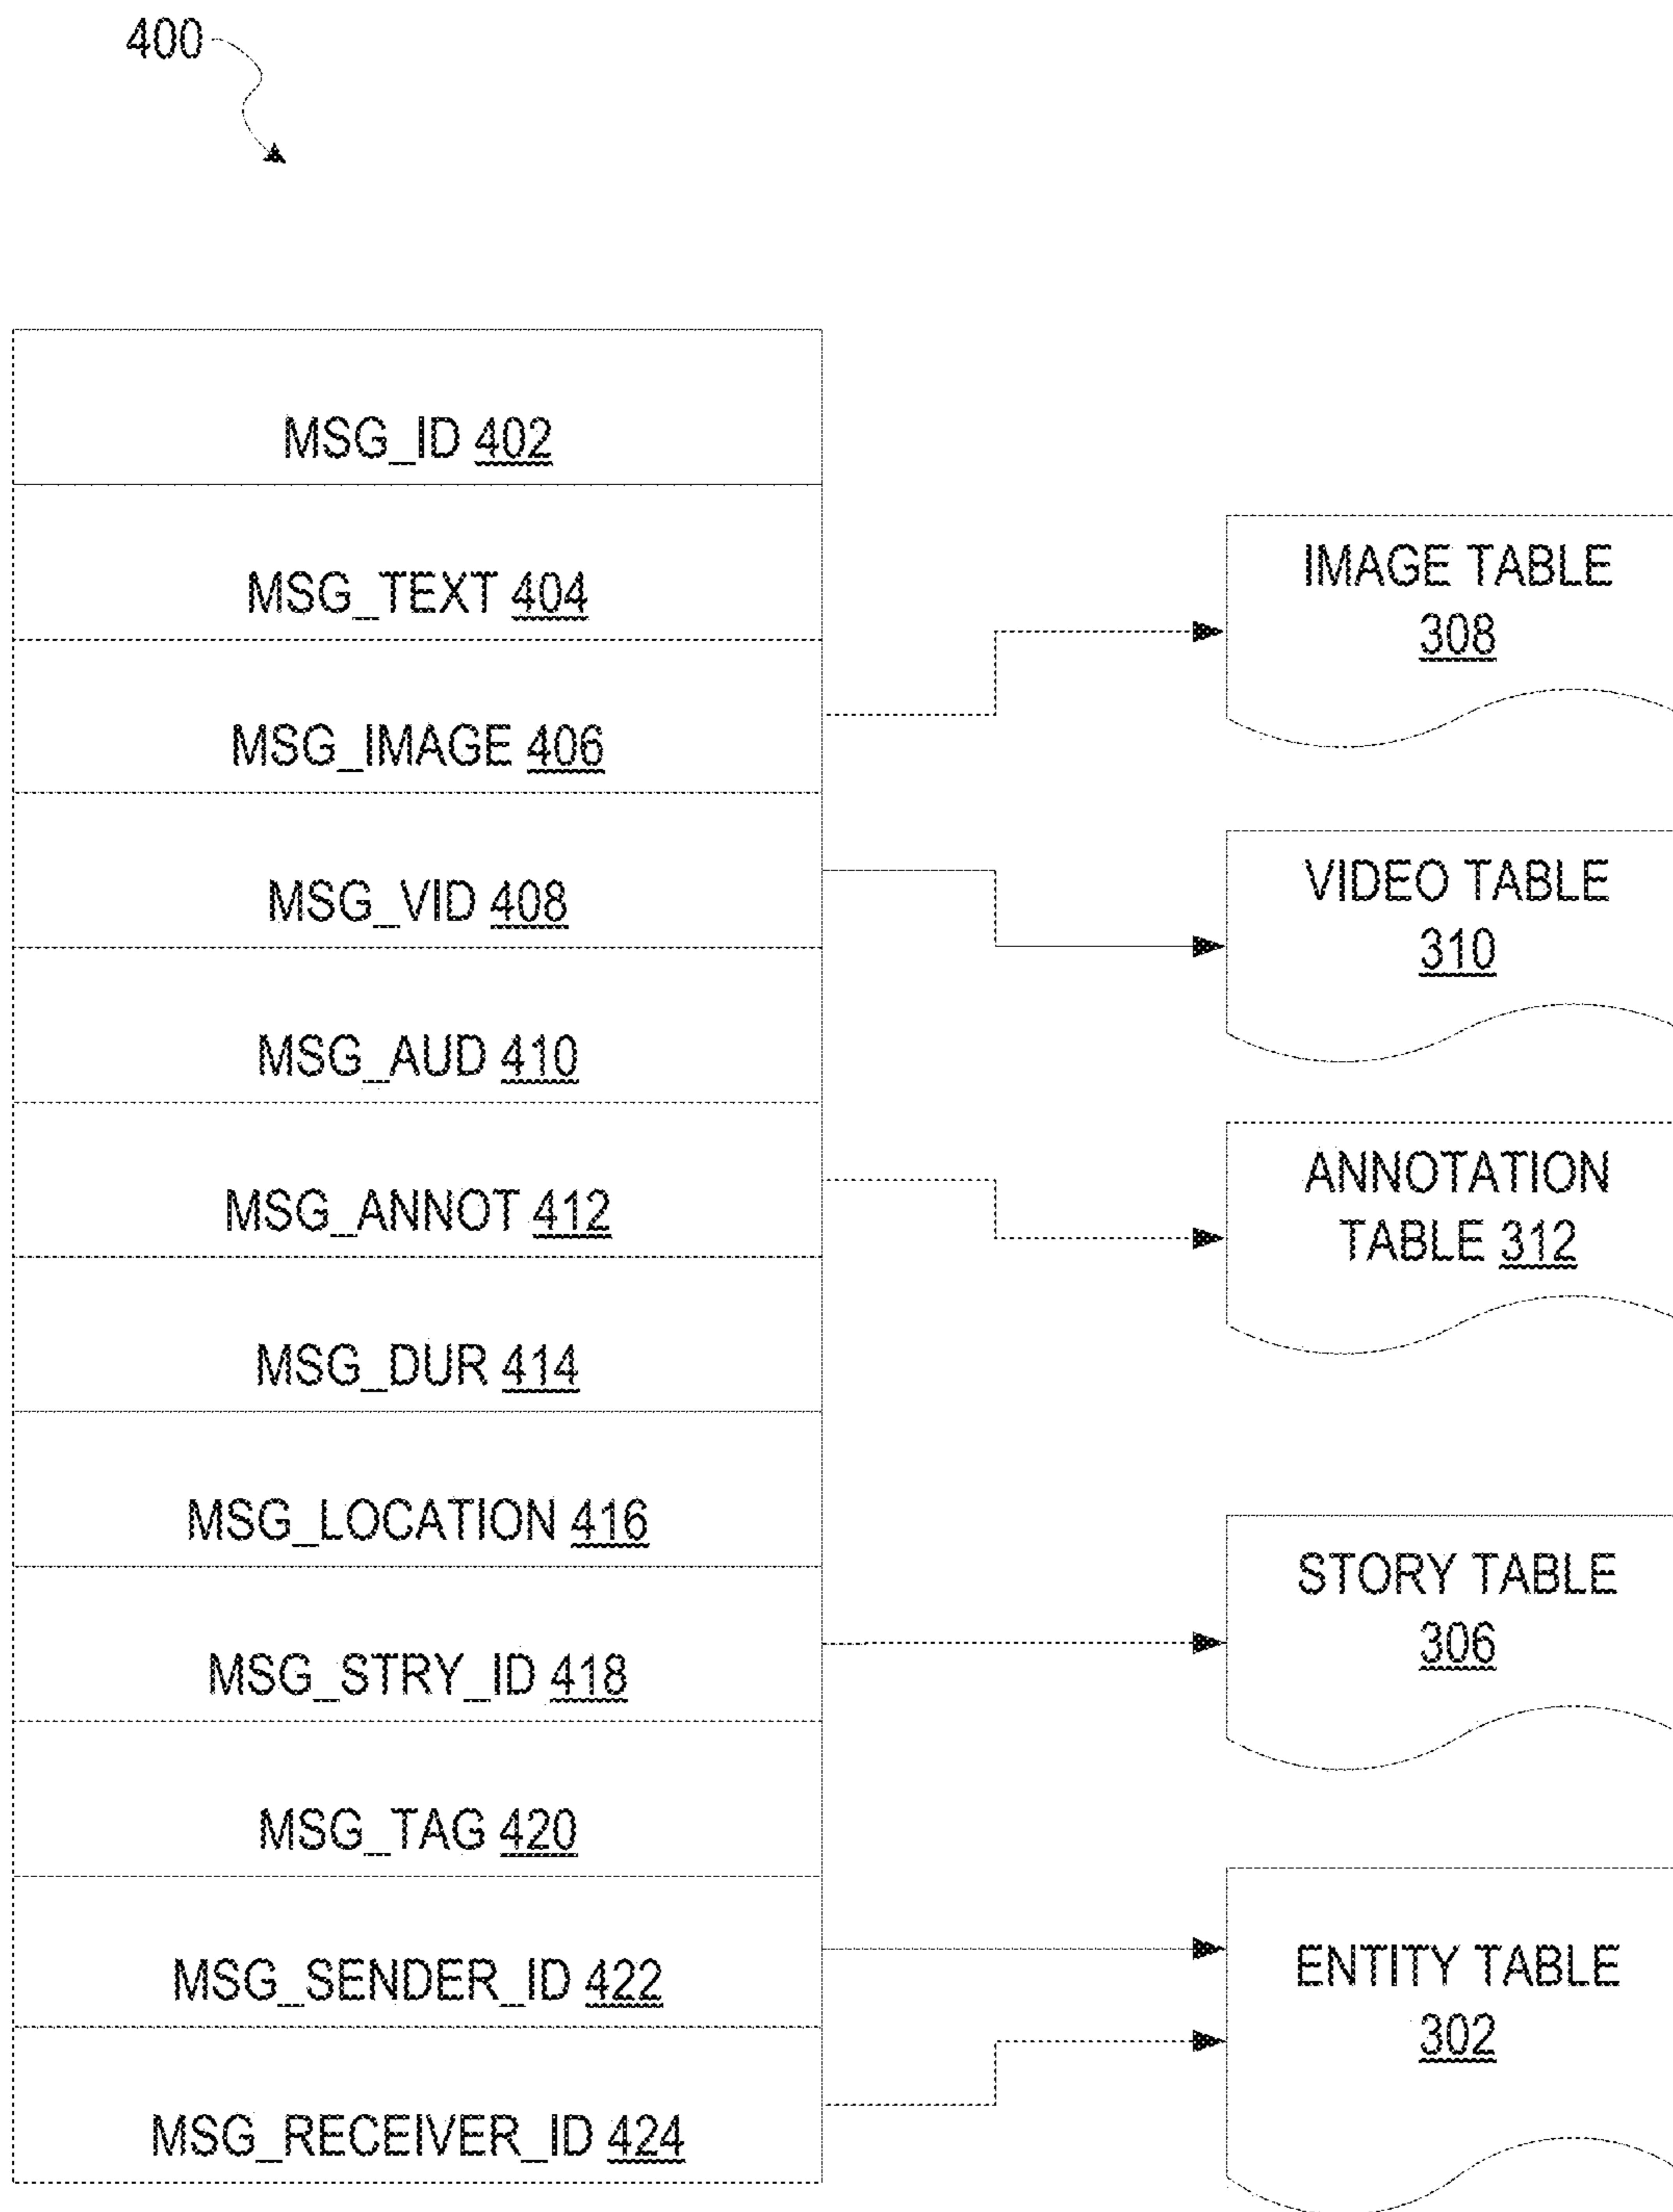 400
MSG_ID 402
MSG_TEXT 404
MSG_IMAGE 406
MSG_VID 408
MSG_AUD 410
MSG_ANNOT 412
MSG_DUR 414
MSG_LOCATION 416
MSG_STRY_ID 418
MSG_TAG 420
MSG_SENDER_ID 422
MSG_RECEIVER_ID 424
IMAGE TABLE
308
VIDEO TABLE
310
ANNOTATION
TABLE 312
STORY TABLE
306
ENTITY TABLE
302